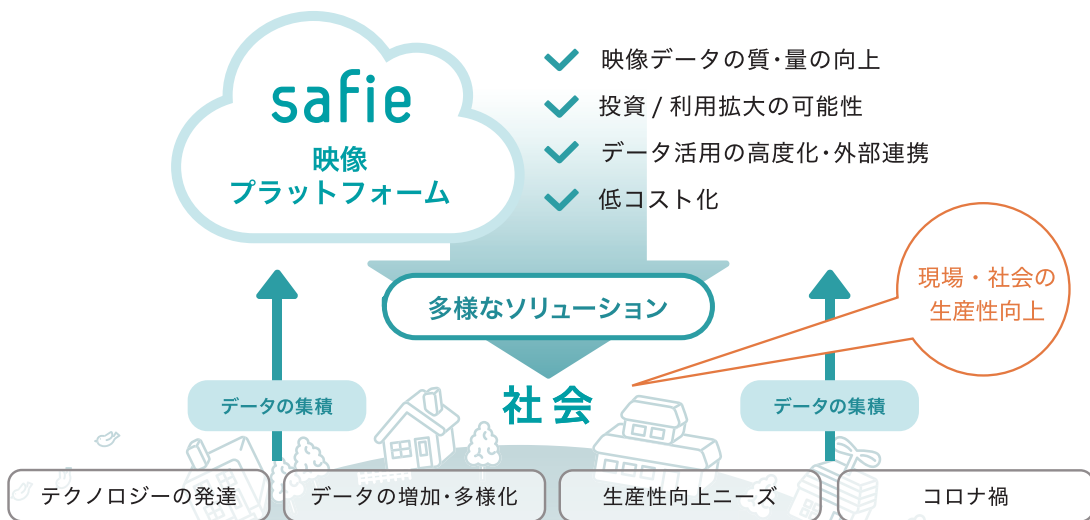 safie
映像
プラットフォーム
映像データの質・量の向上
投資 / 利用拡大の可能性
データ活用の高度化・外部連携
低コスト化
多様なソリューション
現場・社会の
生産性向上
社会
データの集積
データの集積
テクノロジーの発達
データの増加・多様化
生産性向上ニーズ
コロナ禍